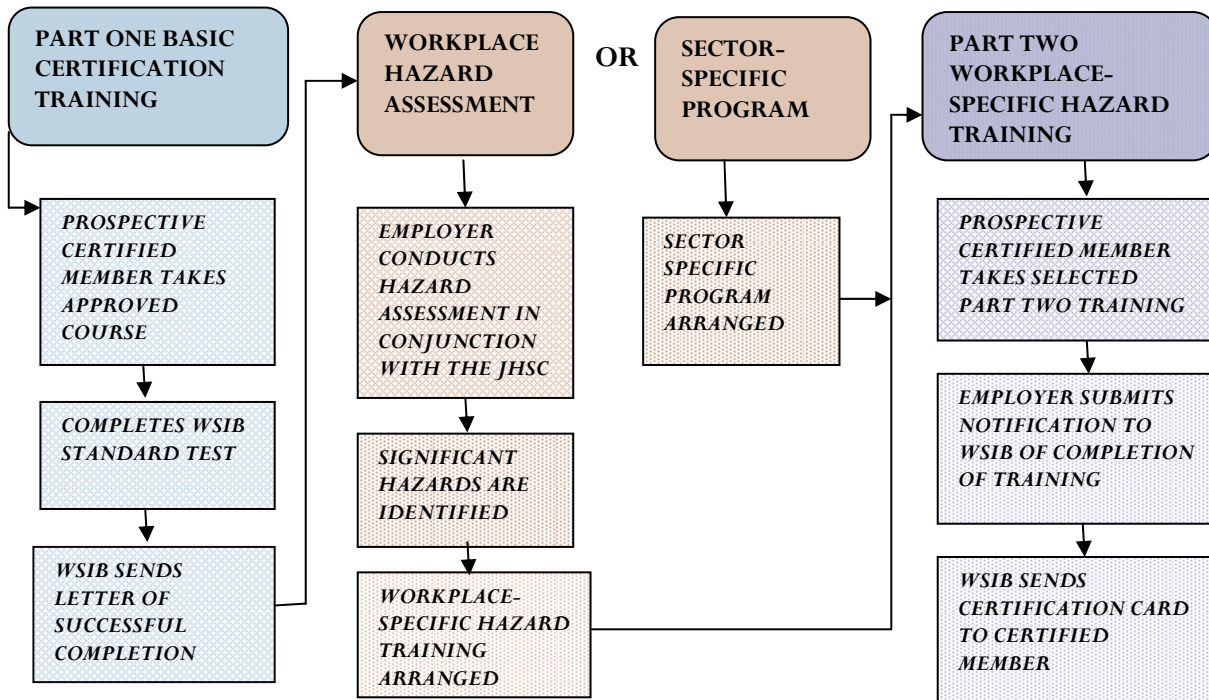 PART ONE BASIC
CERTIFICATION
TRAINING
PROSPECTIVE
CERTIFIED
MEMBER TAKES
APPROVED
COURSE
COMPLETES WSIB
STANDARD TEST
WSIB SENDS
LETTER OF
SUCCESSFUL
COMPLETION
WORKPLACE
HAZARD
ASSESSMENT
EMPLOYER
CONDUCTS
HAZARD
ASSESSMENT IN
CONJUNCTION
WITH THE JHSC
SIGNIFICANT
HAZARDS ARE
IDENTIFIED
WORKPLACE-
SPECIFIC HAZARD
TRAINING
ARRANGED
OR
SECTOR-
SPECIFIC
PROGRAM
SECTOR
SPECIFIC
PROGRAM
ARRANGED
PART TWO
WORKPLACE-
SPECIFIC HAZARD
TRAINING
PROSPECTIVE
CERTIFIED MEMBER
TAKES SELECTED
PART TWO TRAINING
EMPLOYER SUBMITS
NOTIFICATION TO
WSIB OF COMPLETION
OF TRAINING
WSIB SENDS
CERTIFICATION CARD
TO CERTIFIED
MEMBER